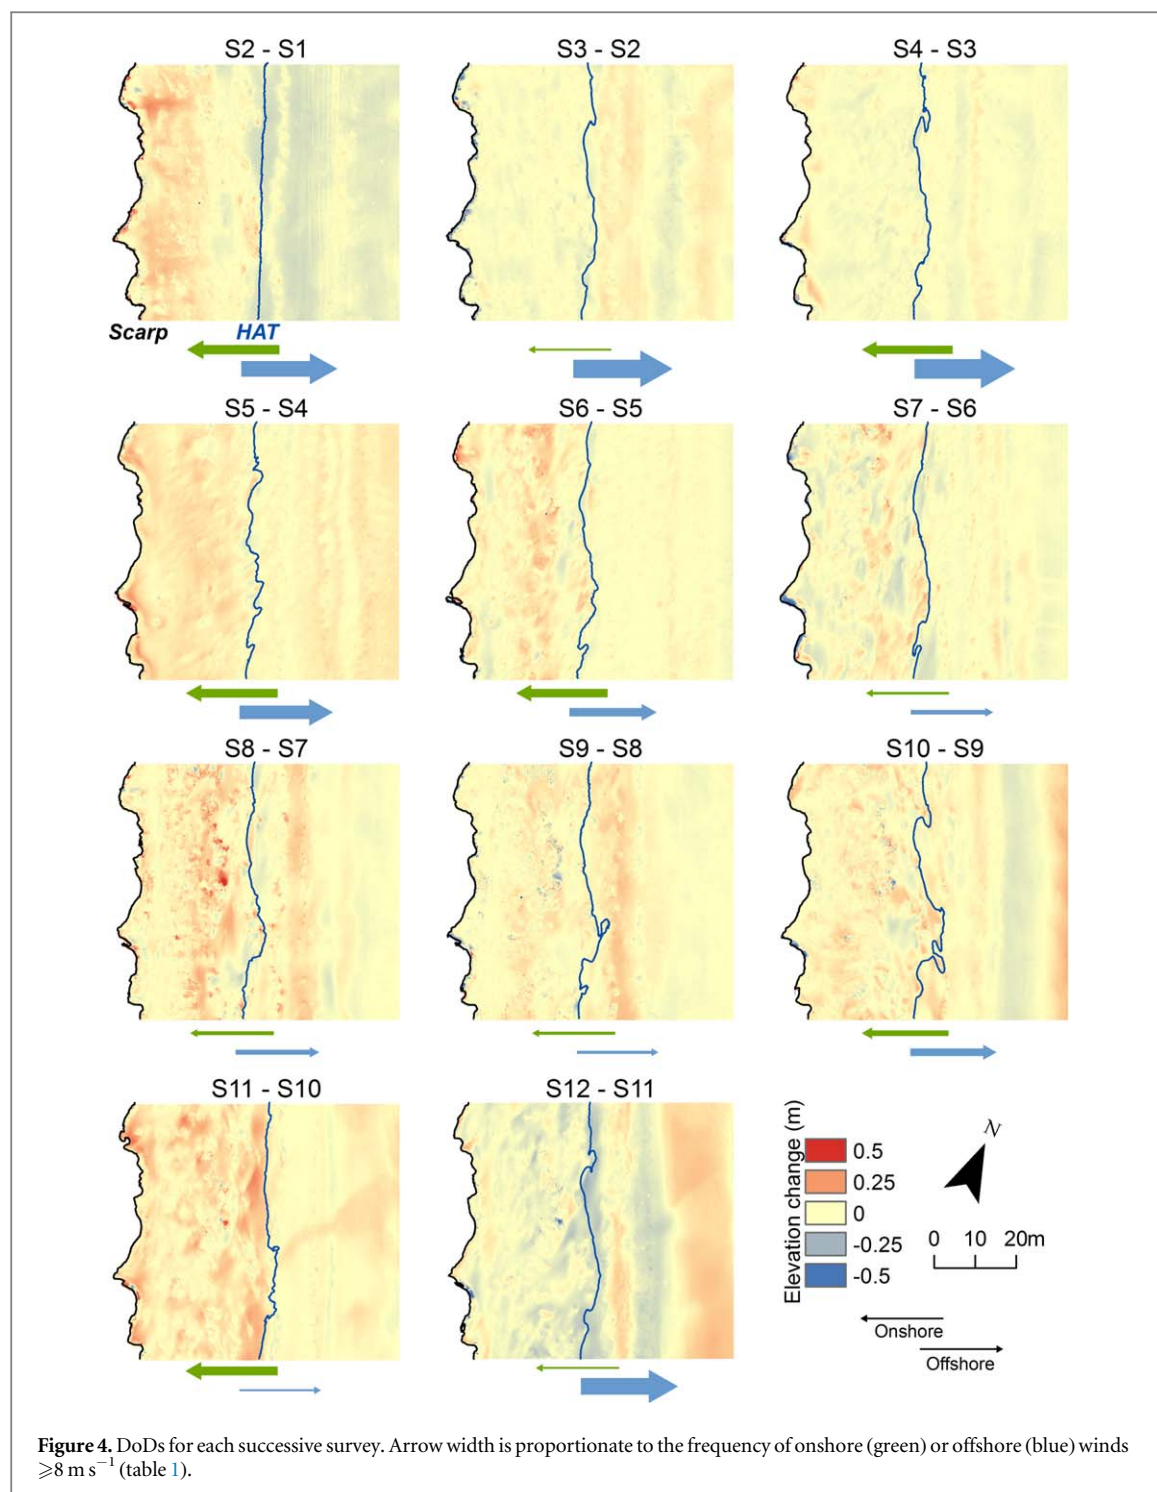 S2 - S1
S3 - S2
S4 - S3
Scarp
HAT
S5 - S4
S6 - S5
S7 - S6
S8 - S7
S9 - S8
S10 - S9
S11 - S10
S12 - S11
Elevation change (m)
0.5
0.25
0
-0.25
-0.5
N
0 10 20m
Onshore
Offshore
Figure 4. DoDs for each successive survey. Arrow width is proportionate to the frequency of onshore (green) or offshore (blue) winds
⩾8 m s⁻¹ (table 1).